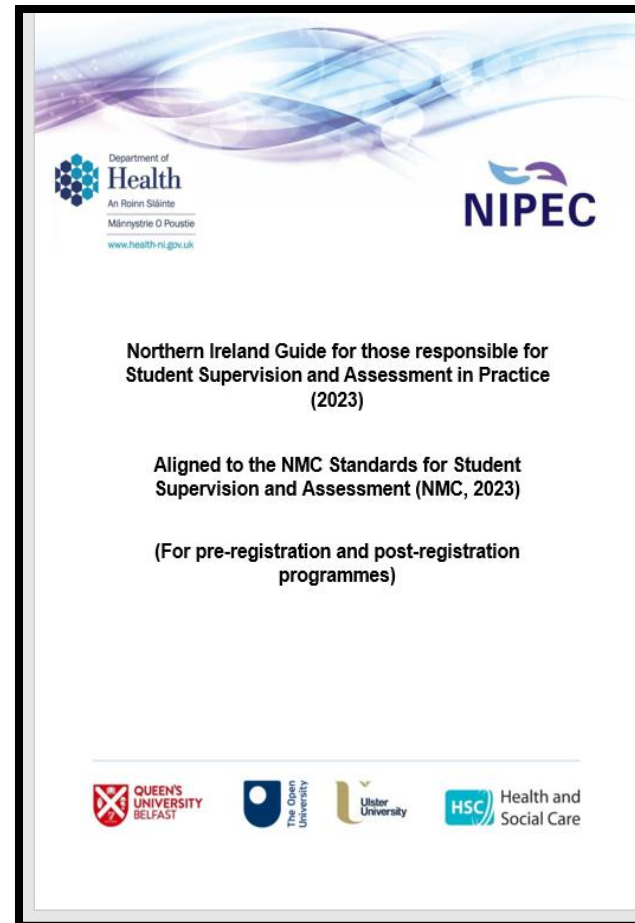 Department of
Health
An Roinn Sláinte
Männystrie O Poustie
www.health-ni.gov.uk
NIPEC
Northern Ireland Guide for those responsible for
Student Supervision and Assessment in Practice
(2023)
Aligned to the NMC Standards for Student
Supervision and Assessment (NMC, 2023)
(For pre-registration and post-registration
programmes)
QUEEN'S
UNIVERSITY
BELFAST
The Open
University
Ulster
University
HSC
Health and
Social Care